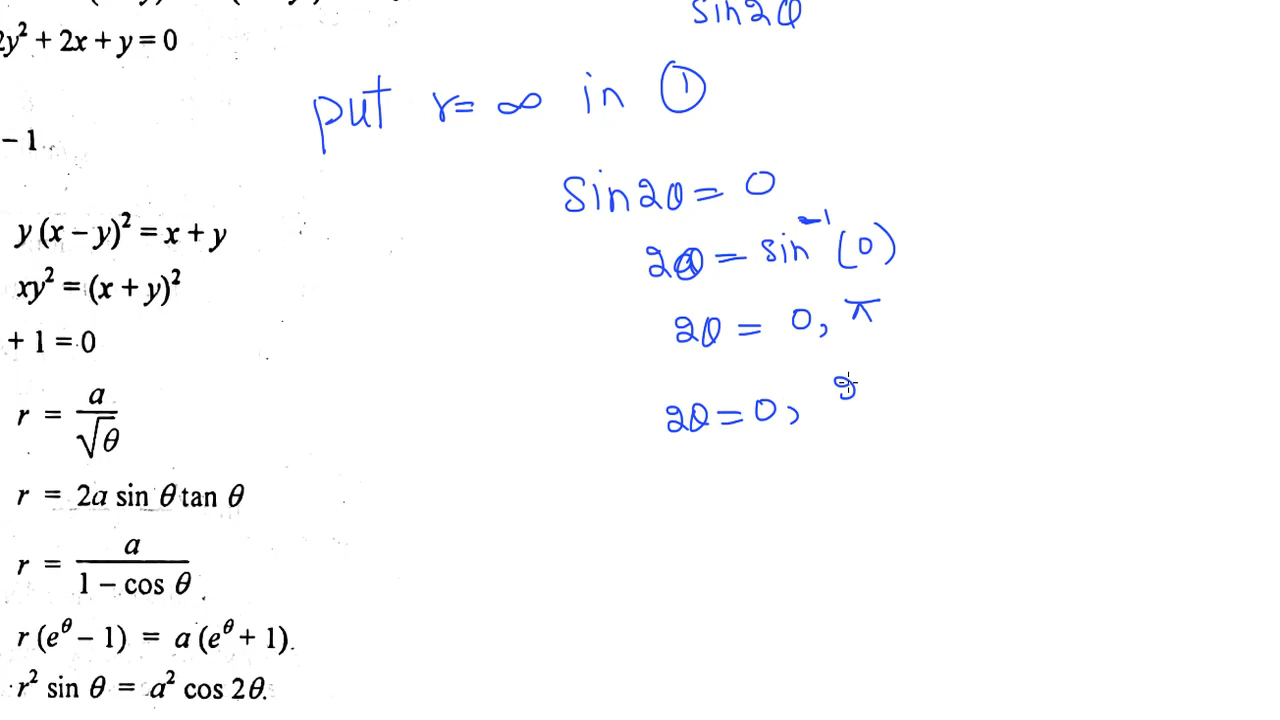 sin2θ
2y² + 2x + y = 0
put r = ∞ in ①
– 1
sin2θ = 0
y (x – y)² = x + y
2θ = sin⁻¹ (0)
xy² = (x + y)²
2θ = 0, π
+ 1 = 0
r = a/√θ
2θ = 0,
r = 2a sin θ tan θ
r = a/(1 – cos θ)
r (e^θ – 1) = a (e^θ + 1).
r² sin θ = a² cos 2θ.